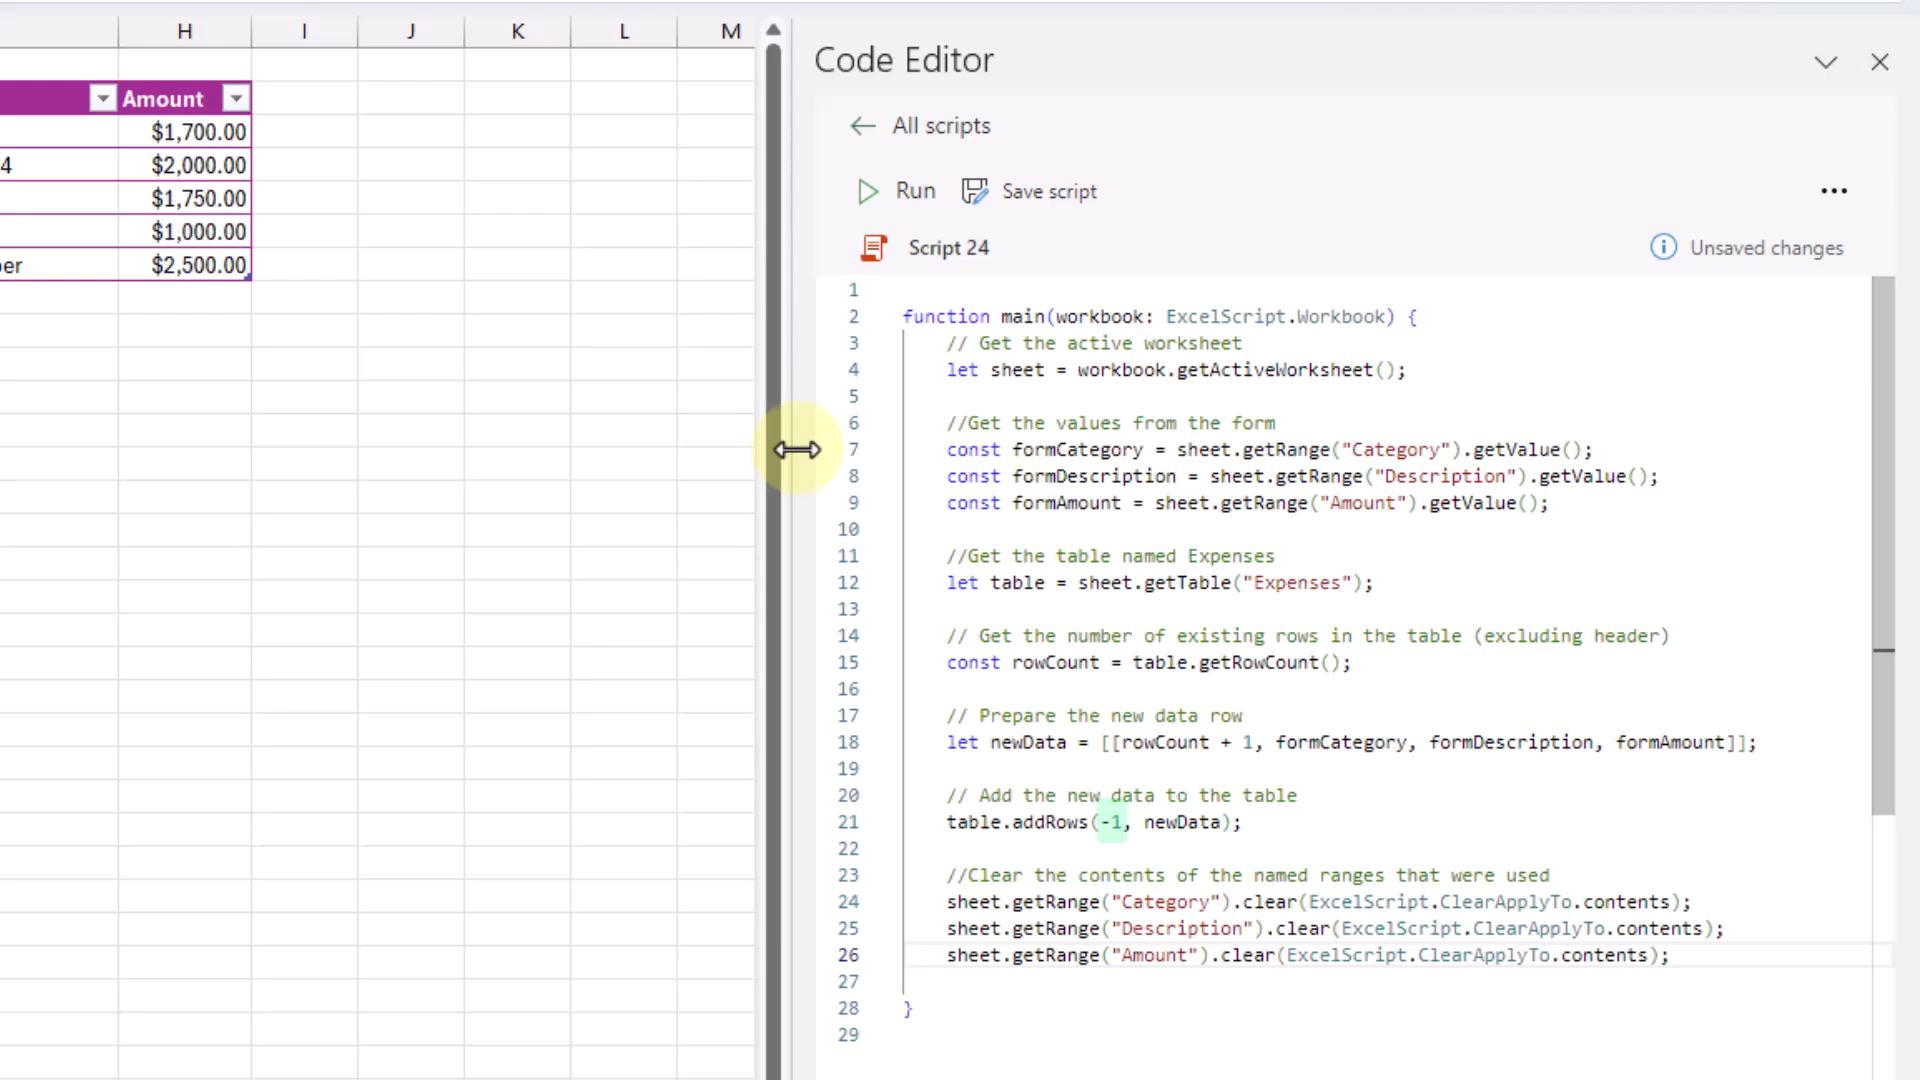 H I J K L M
Amount
$1,700.00
4 $2,000.00
$1,750.00
$1,000.00
per $2,500.00
Code Editor
All scripts
Run Save script ...
Script 24 Unsaved changes
1
2 function main(workbook: ExcelScript.Workbook) {
3 // Get the active worksheet
4 let sheet = workbook.getActiveWorksheet();
5
6 //Get the values from the form
7 const formCategory = sheet.getRange("Category").getValue();
8 const formDescription = sheet.getRange("Description").getValue();
9 const formAmount = sheet.getRange("Amount").getValue();
10
11 //Get the table named Expenses
12 let table = sheet.getTable("Expenses");
13
14 // Get the number of existing rows in the table (excluding header)
15 const rowCount = table.getRowCount();
16
17 // Prepare the new data row
18 let newData = [[rowCount + 1, formCategory, formDescription, formAmount]];
19
20 // Add the new data to the table
21 table.addRows(-1, newData);
22
23 //Clear the contents of the named ranges that were used
24 sheet.getRange("Category").clear(ExcelScript.ClearApplyTo.contents);
25 sheet.getRange("Description").clear(ExcelScript.ClearApplyTo.contents);
26 sheet.getRange("Amount").clear(ExcelScript.ClearApplyTo.contents);
27
28 }
29